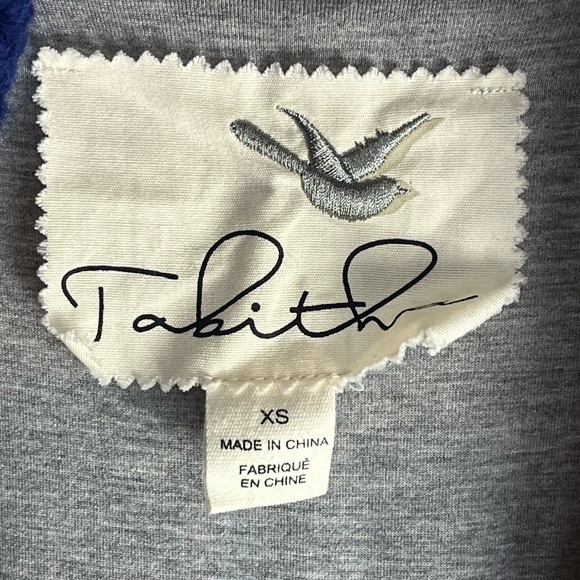 Tabitha
XS
MADE IN CHINA
FABRIQUÉ
EN CHINE